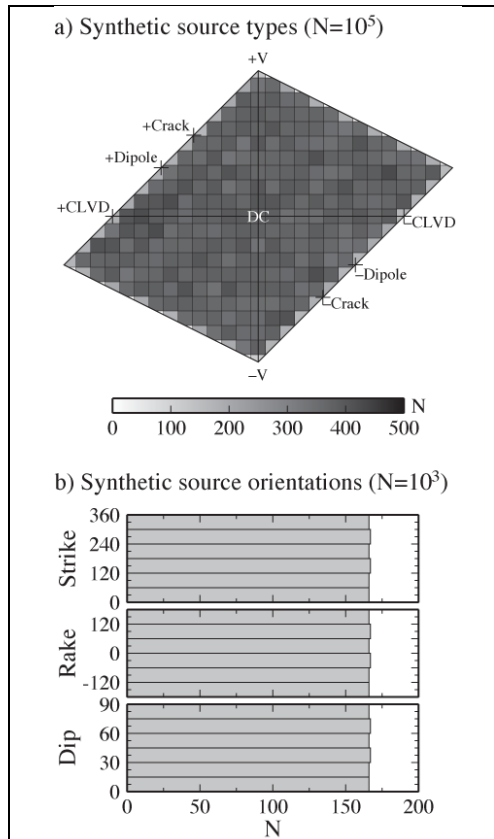 a) Synthetic source types (N=10⁵)
+V
+Crack
+Dipole
+CLVD
DC
–CLVD
–Dipole
–Crack
–V
N
0 100 200 300 400 500
b) Synthetic source orientations (N=10³)
Strike
360
240
120
0
Rake
120
0
-120
Dip
90
60
30
0
0 50 100 150 200
N